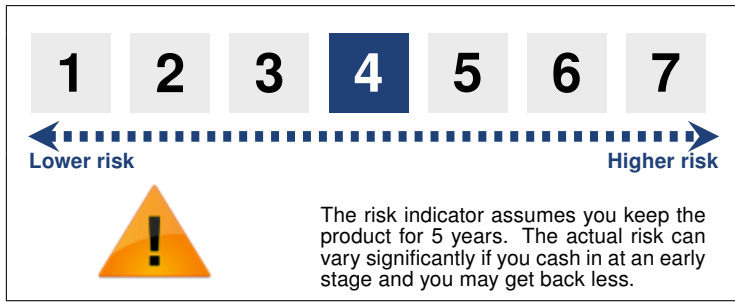 1 2 3 4 5 6 7
Lower risk Higher risk
!
The risk indicator assumes you keep the
product for 5 years. The actual risk can
vary significantly if you cash in at an early
stage and you may get back less.